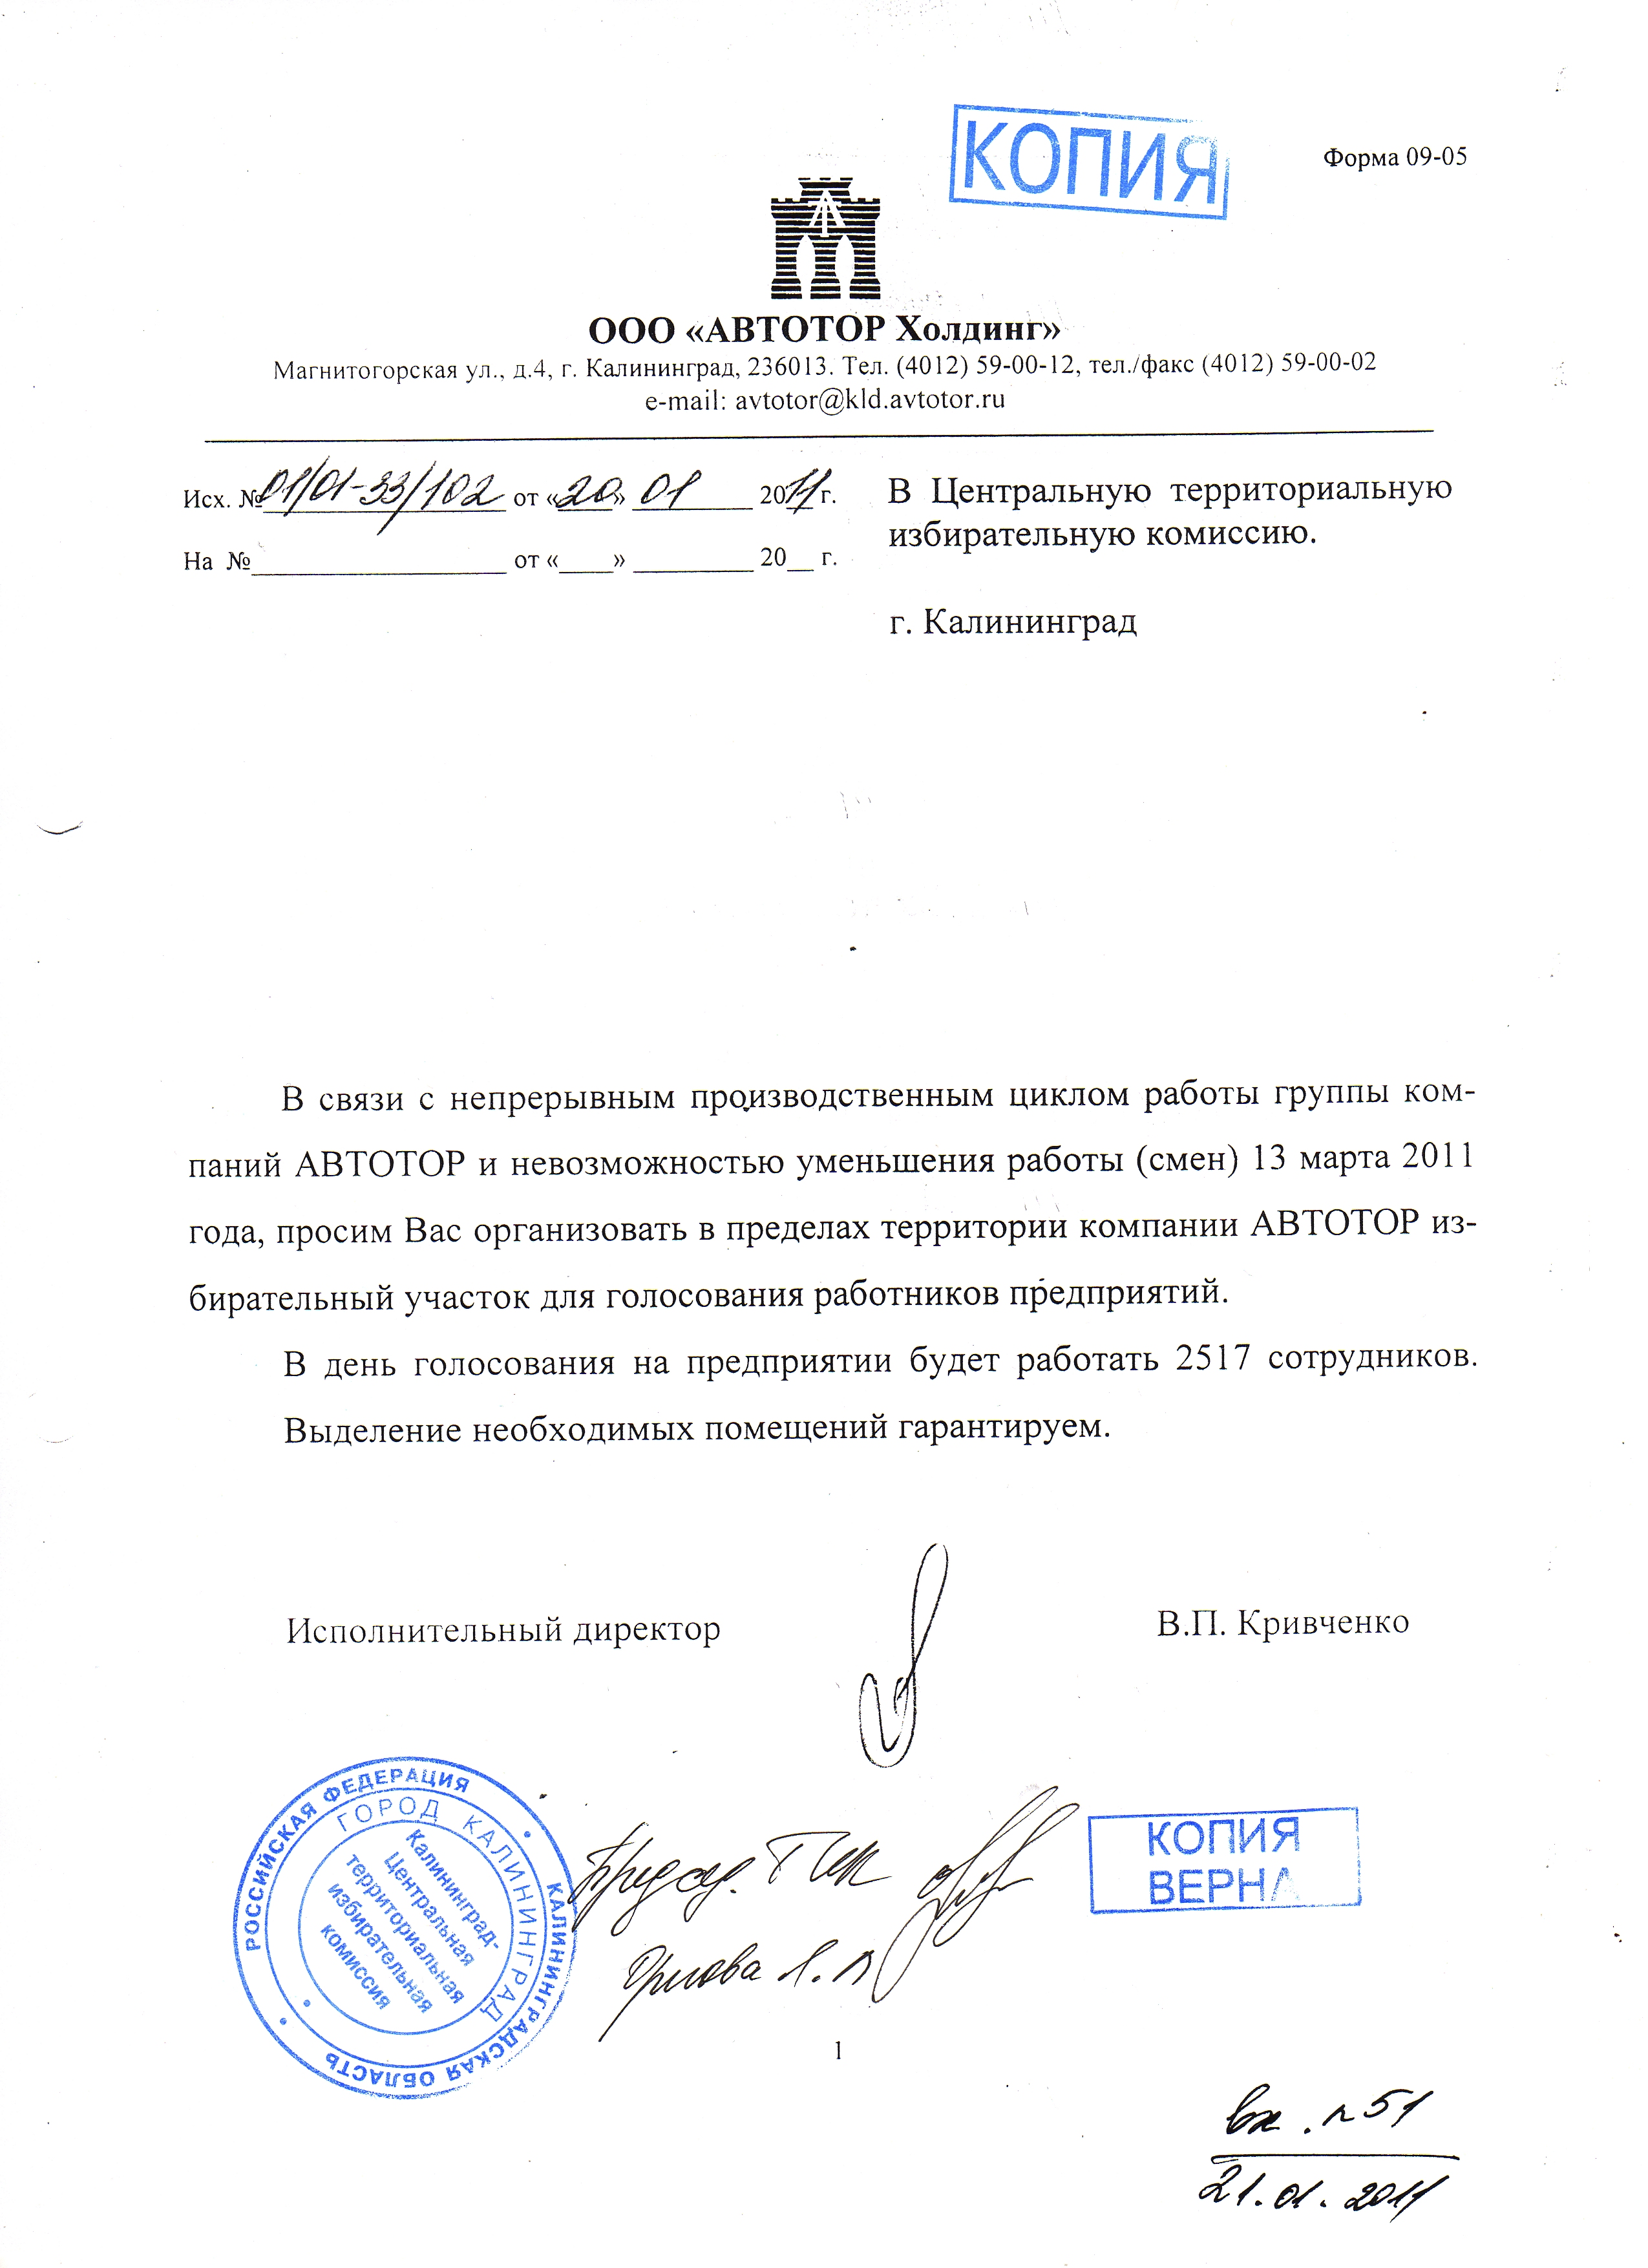 КОПИЯ
Форма 09-05
ООО «АВТОТОР Холдинг»
Магнитогорская ул., д.4, г. Калининград, 236013. Тел. (4012) 59-00-12, тел./факс (4012) 59-00-02
e-mail: avtotor@kld.avtotor.ru
Исх. № 01/01-33/102 от «20» 01 2011 г.
На № от « » 20 г.
В Центральную территориальную
избирательную комиссию.
г. Калининград
В связи с непрерывным производственным циклом работы группы ком-
паний АВТОТОР и невозможностью уменьшения работы (смен) 13 марта 2011
года, просим Вас организовать в пределах территории компании АВТОТОР из-
бирательный участок для голосования работников предприятий.
В день голосования на предприятии будет работать 2517 сотрудников.
Выделение необходимых помещений гарантируем.
Исполнительный директор
В.П. Кривченко
РОССИЙСКАЯ ФЕДЕРАЦИЯ • КАЛИНИНГРАДСКАЯ ОБЛАСТЬ •
ГОРОД КАЛИНИНГРАД •
Калининград-
Центральная
территориальная
избирательная
комиссия
Председ. ТИК
КОПИЯ
ВЕРНА
1
вх. n 51
21.01.2011